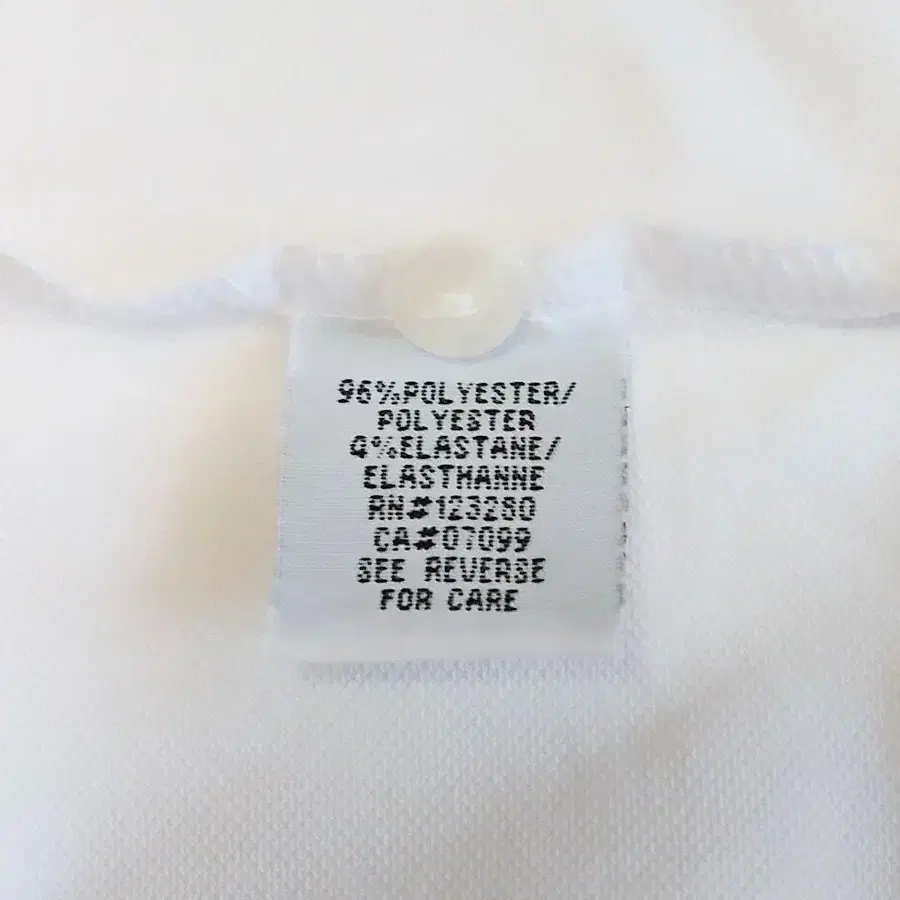 96%POLYESTER/
POLYESTER
4%ELASTANE/
ELASTHANNE
RN#123280
CA#07099
SEE REVERSE
FOR CARE